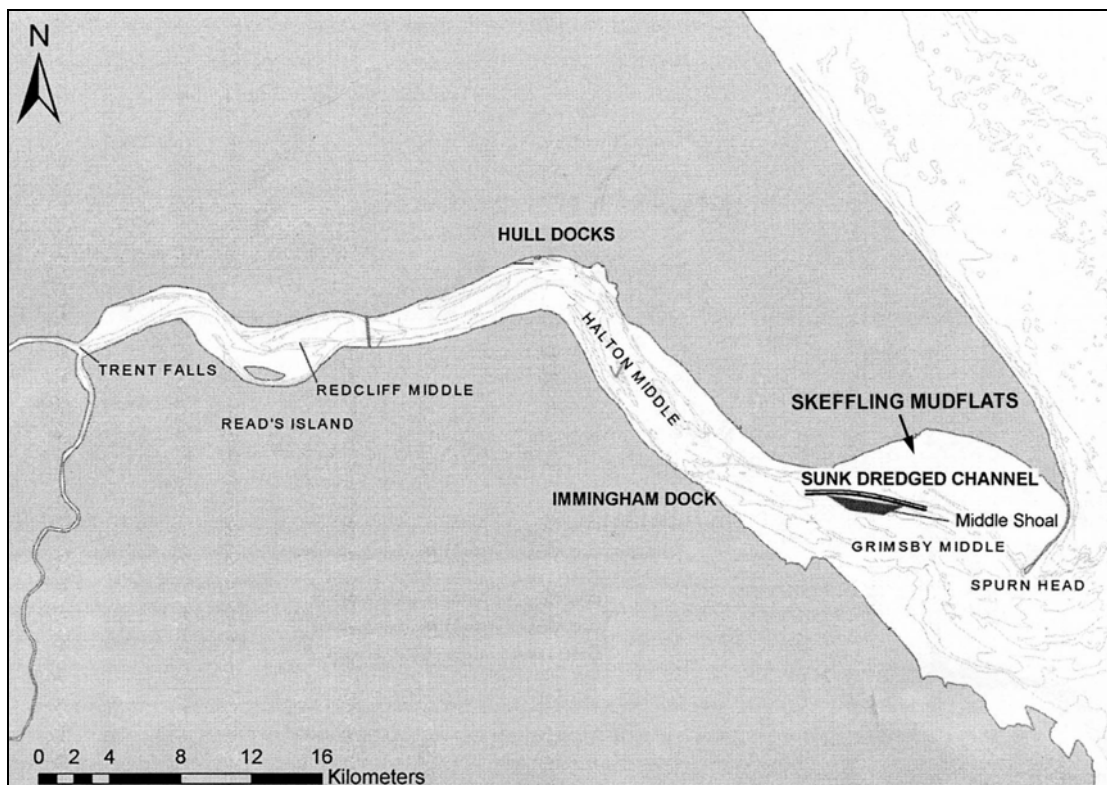 N
HULL DOCKS
HALTON MIDDLE
TRENT FALLS
REDCLIFF MIDDLE
READ'S ISLAND
SKEFFLING MUDFLATS
SUNK DREDGED CHANNEL
IMMINGHAM DOCK
Middle Shoal
GRIMSBY MIDDLE
SPURN HEAD
0 2 4 8 12 16
Kilometers